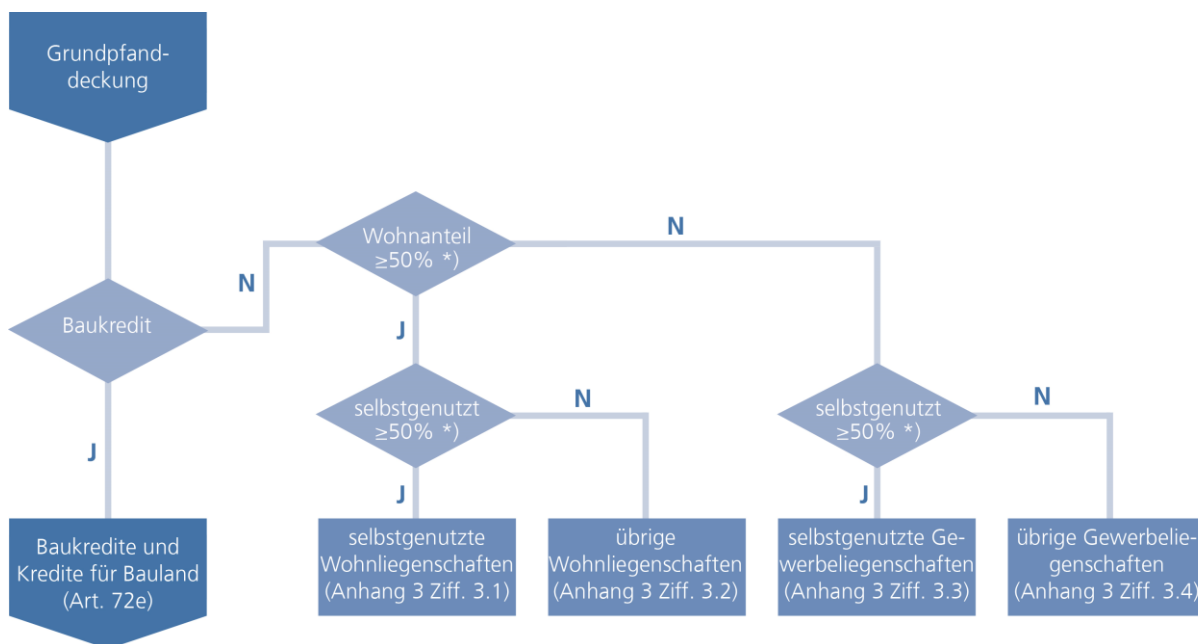 Grundpfand-
deckung
Wohnanteil
≥50% *)
N
N
Baukredit
J
selbstgenutzt
≥50% *)
N
selbstgenutzt
≥50% *)
N
J
J
J
Baukredite und
Kredite für Bauland
(Art. 72e)
selbstgenutzte
Wohnliegenschaften
(Anhang 3 Ziff. 3.1)
übrige
Wohnliegenschaften
(Anhang 3 Ziff. 3.2)
selbstgenutzte Ge-
werbeliegenschaften
(Anhang 3 Ziff. 3.3)
übrige Gewerbelie-
genschaften
(Anhang 3 Ziff. 3.4)